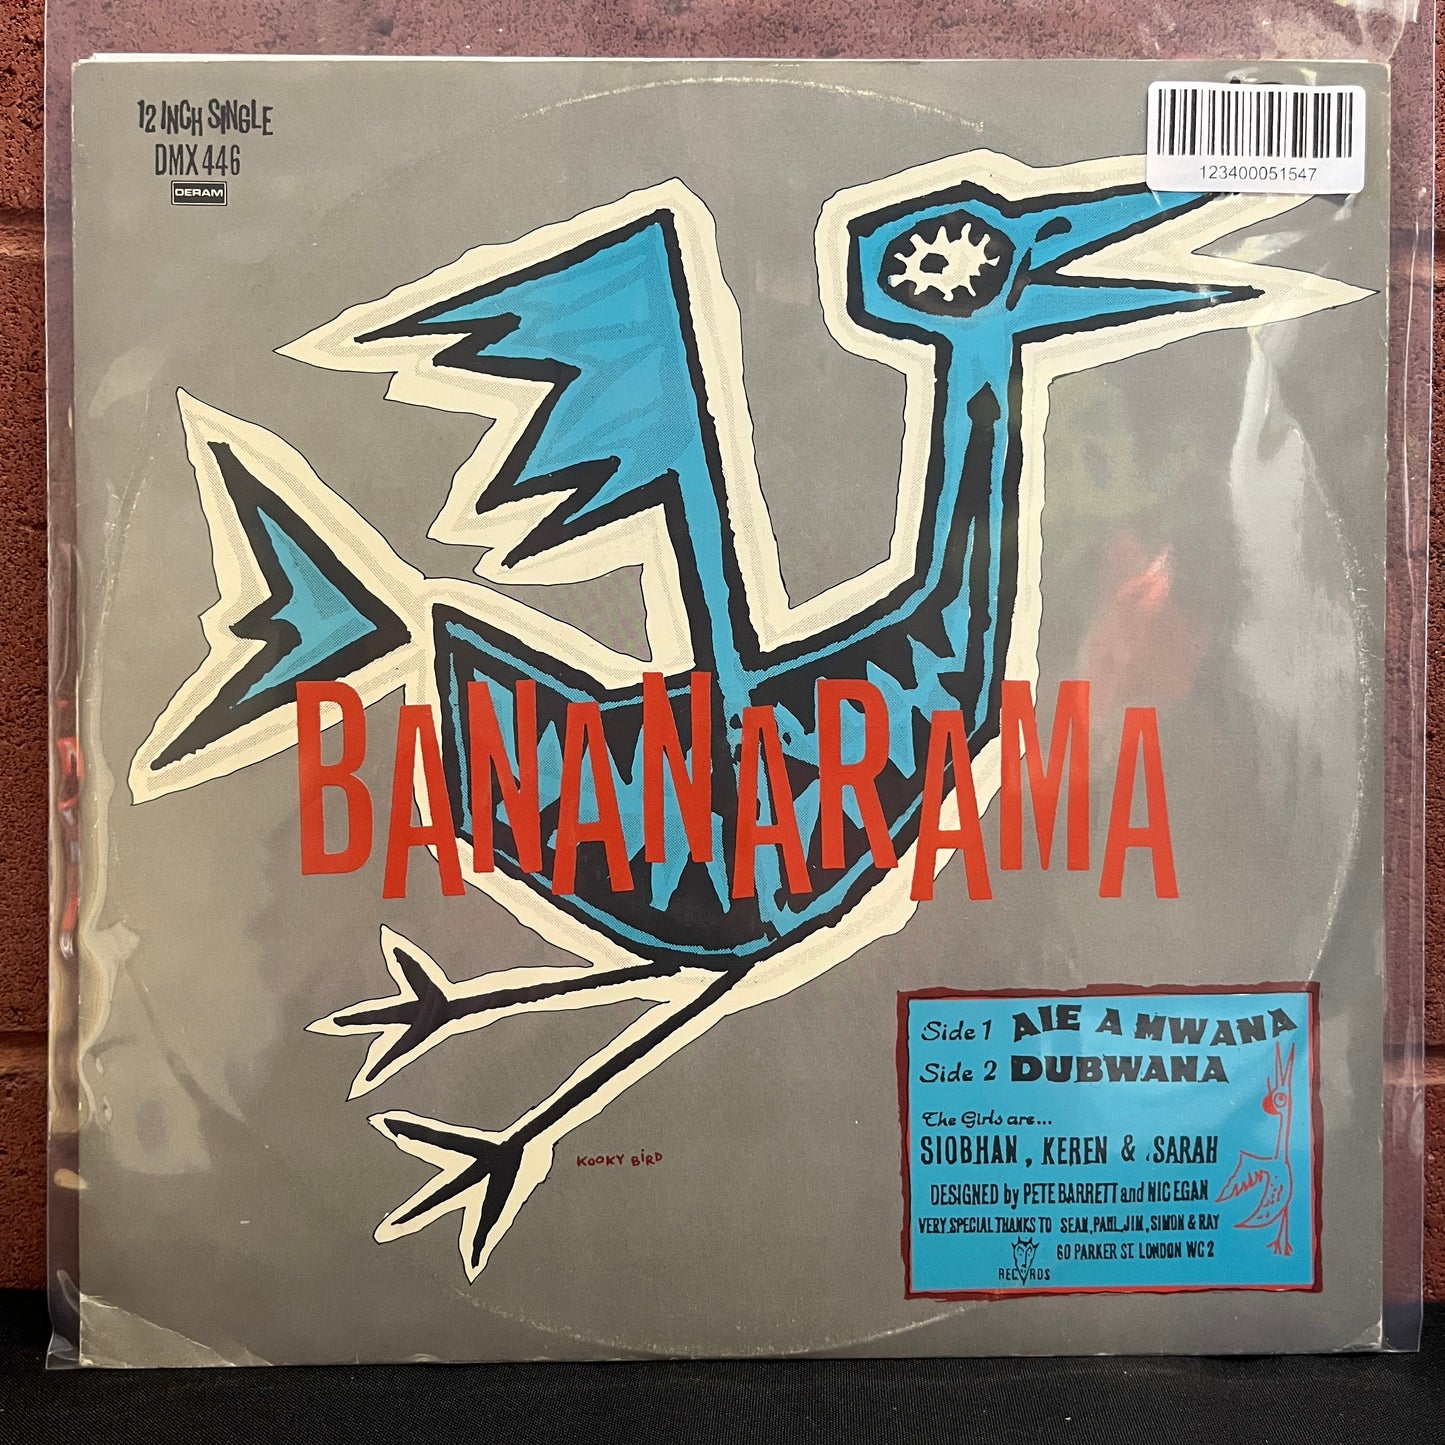 12 INCH SINGLE
DMX 446
DERAM
123400051547
BANANARAMA
KOOKY BIRD
Side 1 AIE A MWANA
Side 2 DUBWANA
The Girls are...
SIOBHAN, KEREN & SARAH
DESIGNED by PETE BARRETT and NIC EGAN
VERY SPECIAL THANKS TO SEAN, PAUL, JIM, SIMON & RAY
60 PARKER ST. LONDON WC2
RECORDS